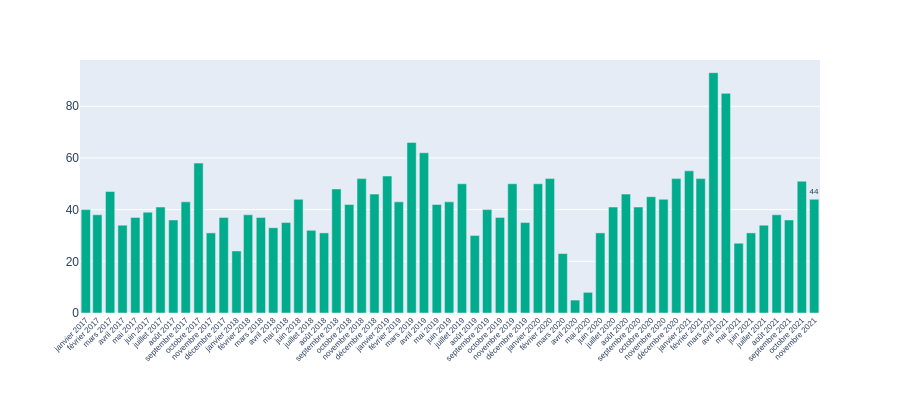 80
60
40
20
0
44
janvier 2017
février 2017
mars 2017
avril 2017
mai 2017
juin 2017
juillet 2017
août 2017
septembre 2017
octobre 2017
novembre 2017
décembre 2017
janvier 2018
février 2018
mars 2018
avril 2018
mai 2018
juin 2018
juillet 2018
août 2018
septembre 2018
octobre 2018
novembre 2018
décembre 2018
janvier 2019
février 2019
mars 2019
avril 2019
mai 2019
juin 2019
juillet 2019
août 2019
septembre 2019
octobre 2019
novembre 2019
décembre 2019
janvier 2020
février 2020
mars 2020
avril 2020
mai 2020
juin 2020
juillet 2020
août 2020
septembre 2020
octobre 2020
novembre 2020
décembre 2020
janvier 2021
février 2021
mars 2021
avril 2021
mai 2021
juin 2021
juillet 2021
août 2021
septembre 2021
octobre 2021
novembre 2021